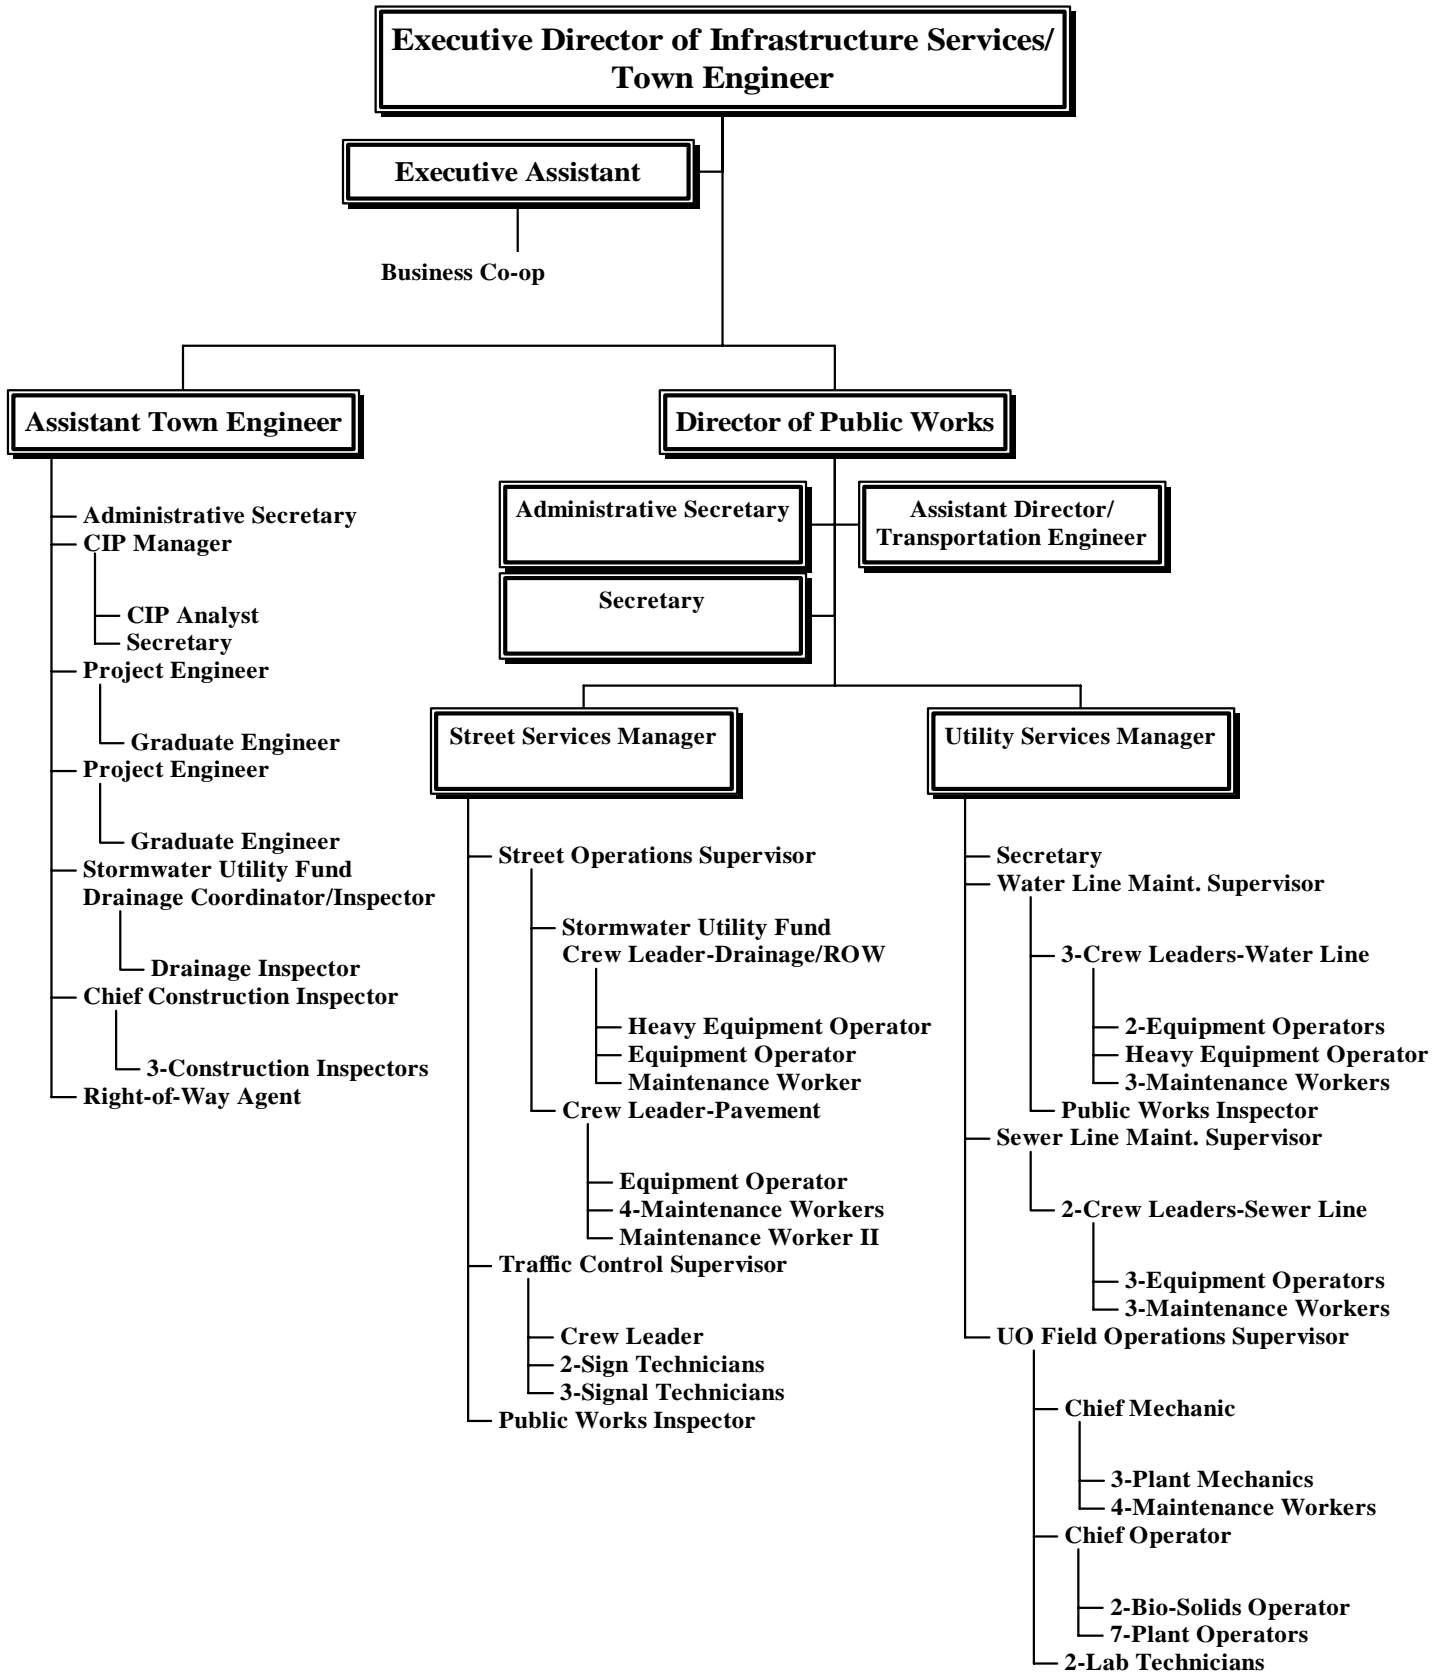 Executive Director of Infrastructure Services/
Town Engineer
Executive Assistant
Business Co-op
Assistant Town Engineer
Administrative Secretary
CIP Manager
CIP Analyst
Secretary
Project Engineer
Graduate Engineer
Project Engineer
Graduate Engineer
Stormwater Utility Fund
Drainage Coordinator/Inspector
Drainage Inspector
Chief Construction Inspector
3-Construction Inspectors
Right-of-Way Agent
Director of Public Works
Administrative Secretary
Assistant Director/
Transportation Engineer
Secretary
Street Services Manager
Street Operations Supervisor
Stormwater Utility Fund
Crew Leader-Drainage/ROW
Heavy Equipment Operator
Equipment Operator
Maintenance Worker
Crew Leader-Pavement
Equipment Operator
4-Maintenance Workers
Maintenance Worker II
Traffic Control Supervisor
Crew Leader
2-Sign Technicians
3-Signal Technicians
Public Works Inspector
Utility Services Manager
Secretary
Water Line Maint. Supervisor
3-Crew Leaders-Water Line
2-Equipment Operators
Heavy Equipment Operator
3-Maintenance Workers
Public Works Inspector
Sewer Line Maint. Supervisor
2-Crew Leaders-Sewer Line
3-Equipment Operators
3-Maintenance Workers
UO Field Operations Supervisor
Chief Mechanic
3-Plant Mechanics
4-Maintenance Workers
Chief Operator
2-Bio-Solids Operator
7-Plant Operators
2-Lab Technicians